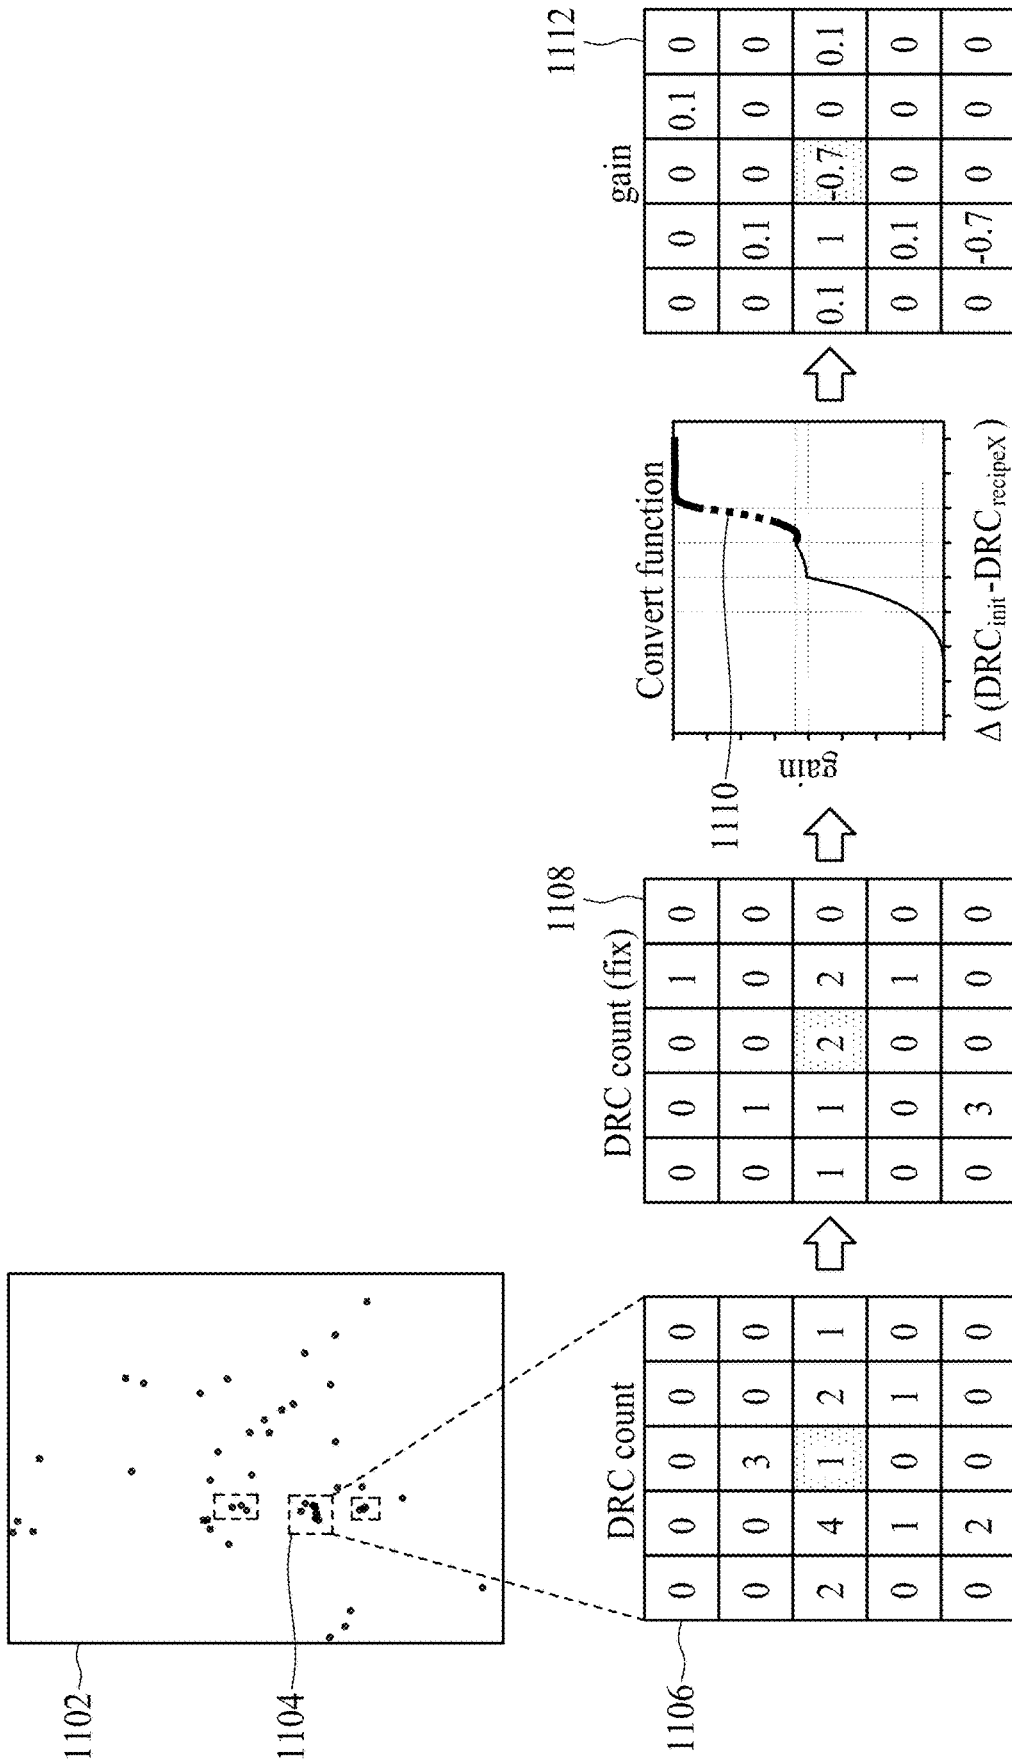 1102
1104
1106
DRC count
0 0 0 0 0
0 0 3 0 0
2 4 1 2 1
0 1 0 1 0
0 2 0 0 0
1108
DRC count (fix)
0 0 0 1 0
0 1 0 0 0
1 1 2 2 0
0 0 0 1 0
0 3 0 0 0
Convert function
1110
gain
Δ (DRCinit-DRCrecipeX)
1112
gain
0 0 0 0.1 0
0 0.1 0 0 0
0.1 1 -0.7 0 0.1
0 0.1 0 0 0
0 -0.7 0 0 0